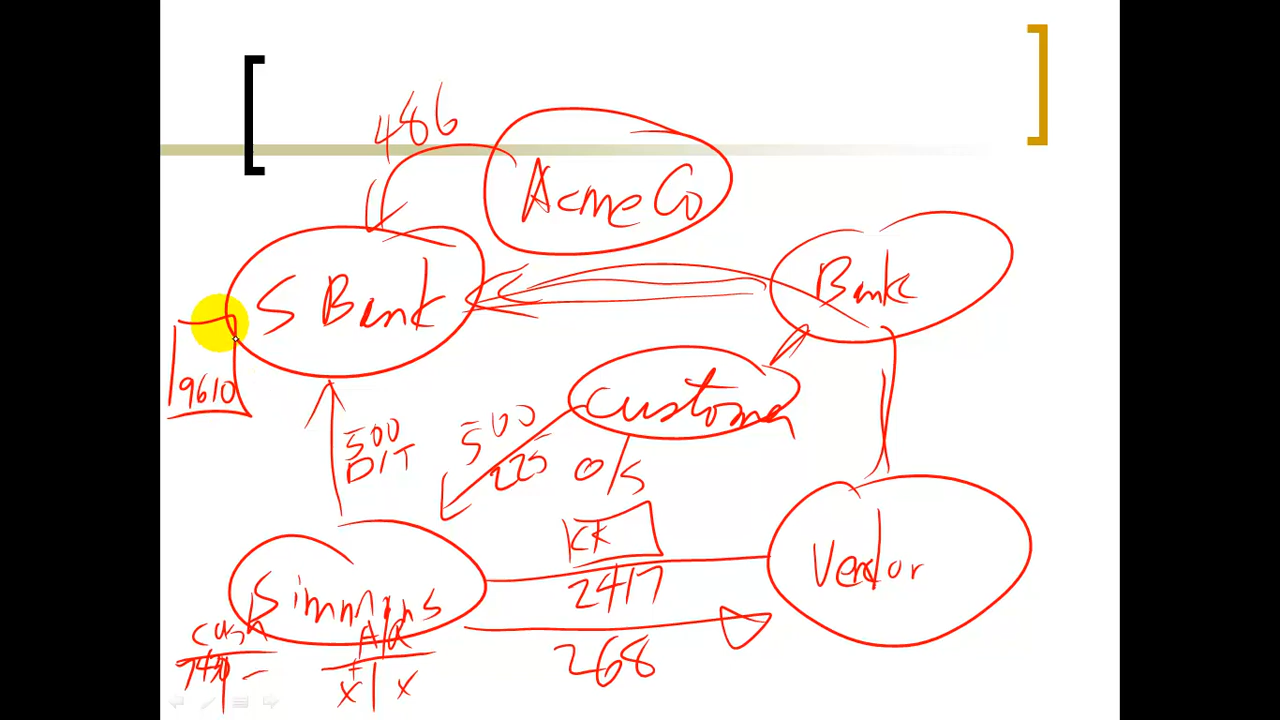 486
Acme Co
S Bank
Bank
9610
Customer
500
DIT
500
225 O/S
CK
2417
Vendor
Simmons
268
Cash
A/R
+
X X